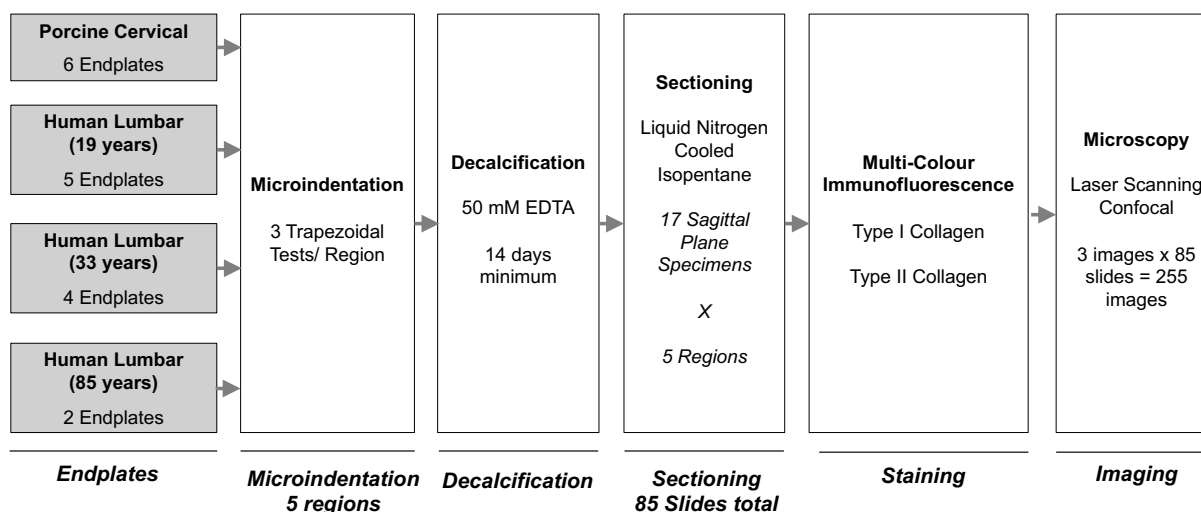 Porcine Cervical
6 Endplates
Human Lumbar
(19 years)
5 Endplates
Human Lumbar
(33 years)
4 Endplates
Human Lumbar
(85 years)
2 Endplates
Microindentation
3 Trapezoidal
Tests/ Region
Decalcification
50 mM EDTA
14 days
minimum
Sectioning
Liquid Nitrogen
Cooled
Isopentane
17 Sagittal
Plane
Specimens
X
5 Regions
Multi-Colour
Immunofluorescence
Type I Collagen
Type II Collagen
Microscopy
Laser Scanning
Confocal
3 images x 85
slides = 255
images
Endplates
Microindentation
5 regions
Decalcification
Sectioning
85 Slides total
Staining
Imaging